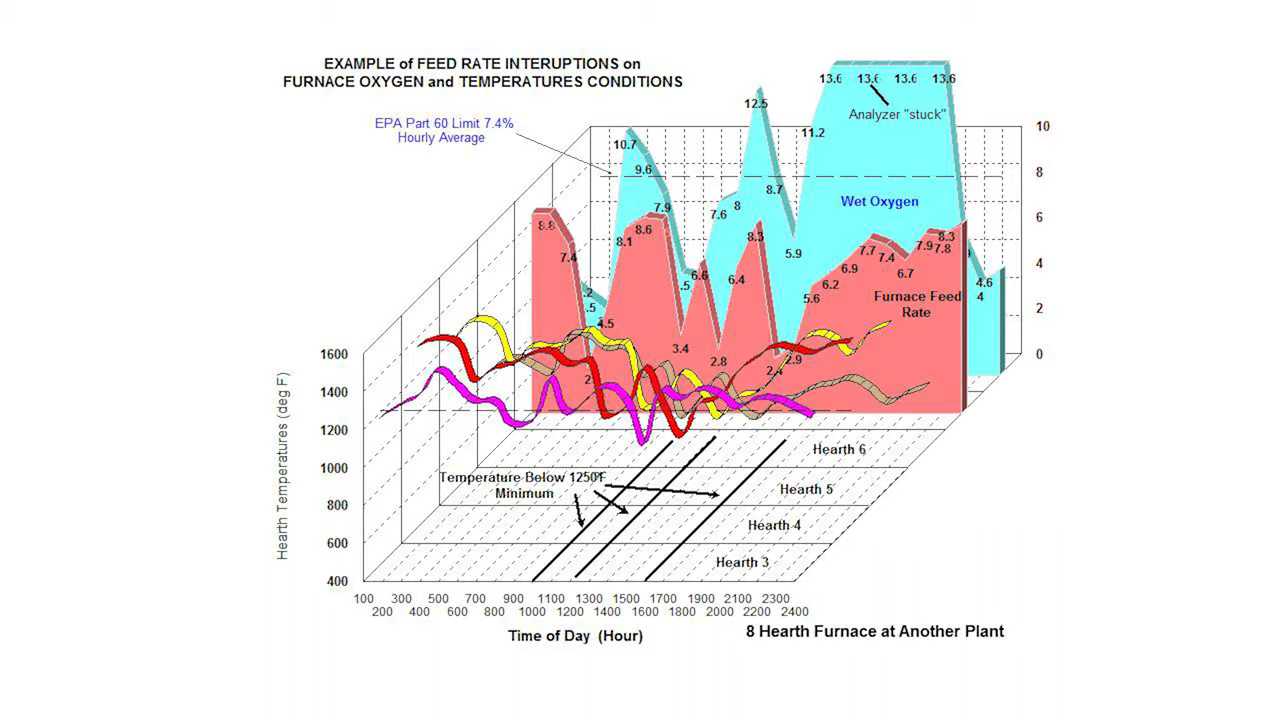 EXAMPLE of FEED RATE INTERUPTIONS on
FURNACE OXYGEN and TEMPERATURES CONDITIONS
EPA Part 60 Limit 7.4%
Hourly Average
13.6 13.6 13.6 13.6
Analyzer "stuck"
12.5
11.2
10.7
9.6
7.9
8.7
7.6 8
5.9
Wet Oxygen
4.6
4
10
8
6
4
2
0
8.8
7.4
.2
.5
4.5
8.1
8.6
.5
6.6
3.4
2.8
6.4
8.3
2.4
2.9
5.6
6.2
6.9
7.7
7.4
6.7
7.9
8.3
7.8
2
Furnace Feed
Rate
1600
1400
1200
1000
800
600
400
Hearth Temperatures (deg F)
Temperature Below 1250°F
Minimum
Hearth 6
Hearth 5
Hearth 4
Hearth 3
100 300 500 700 900 1100 1300 1500 1700 1900 2100 2300
200 400 600 800 1000 1200 1400 1600 1800 2000 2200 2400
Time of Day (Hour)
8 Hearth Furnace at Another Plant